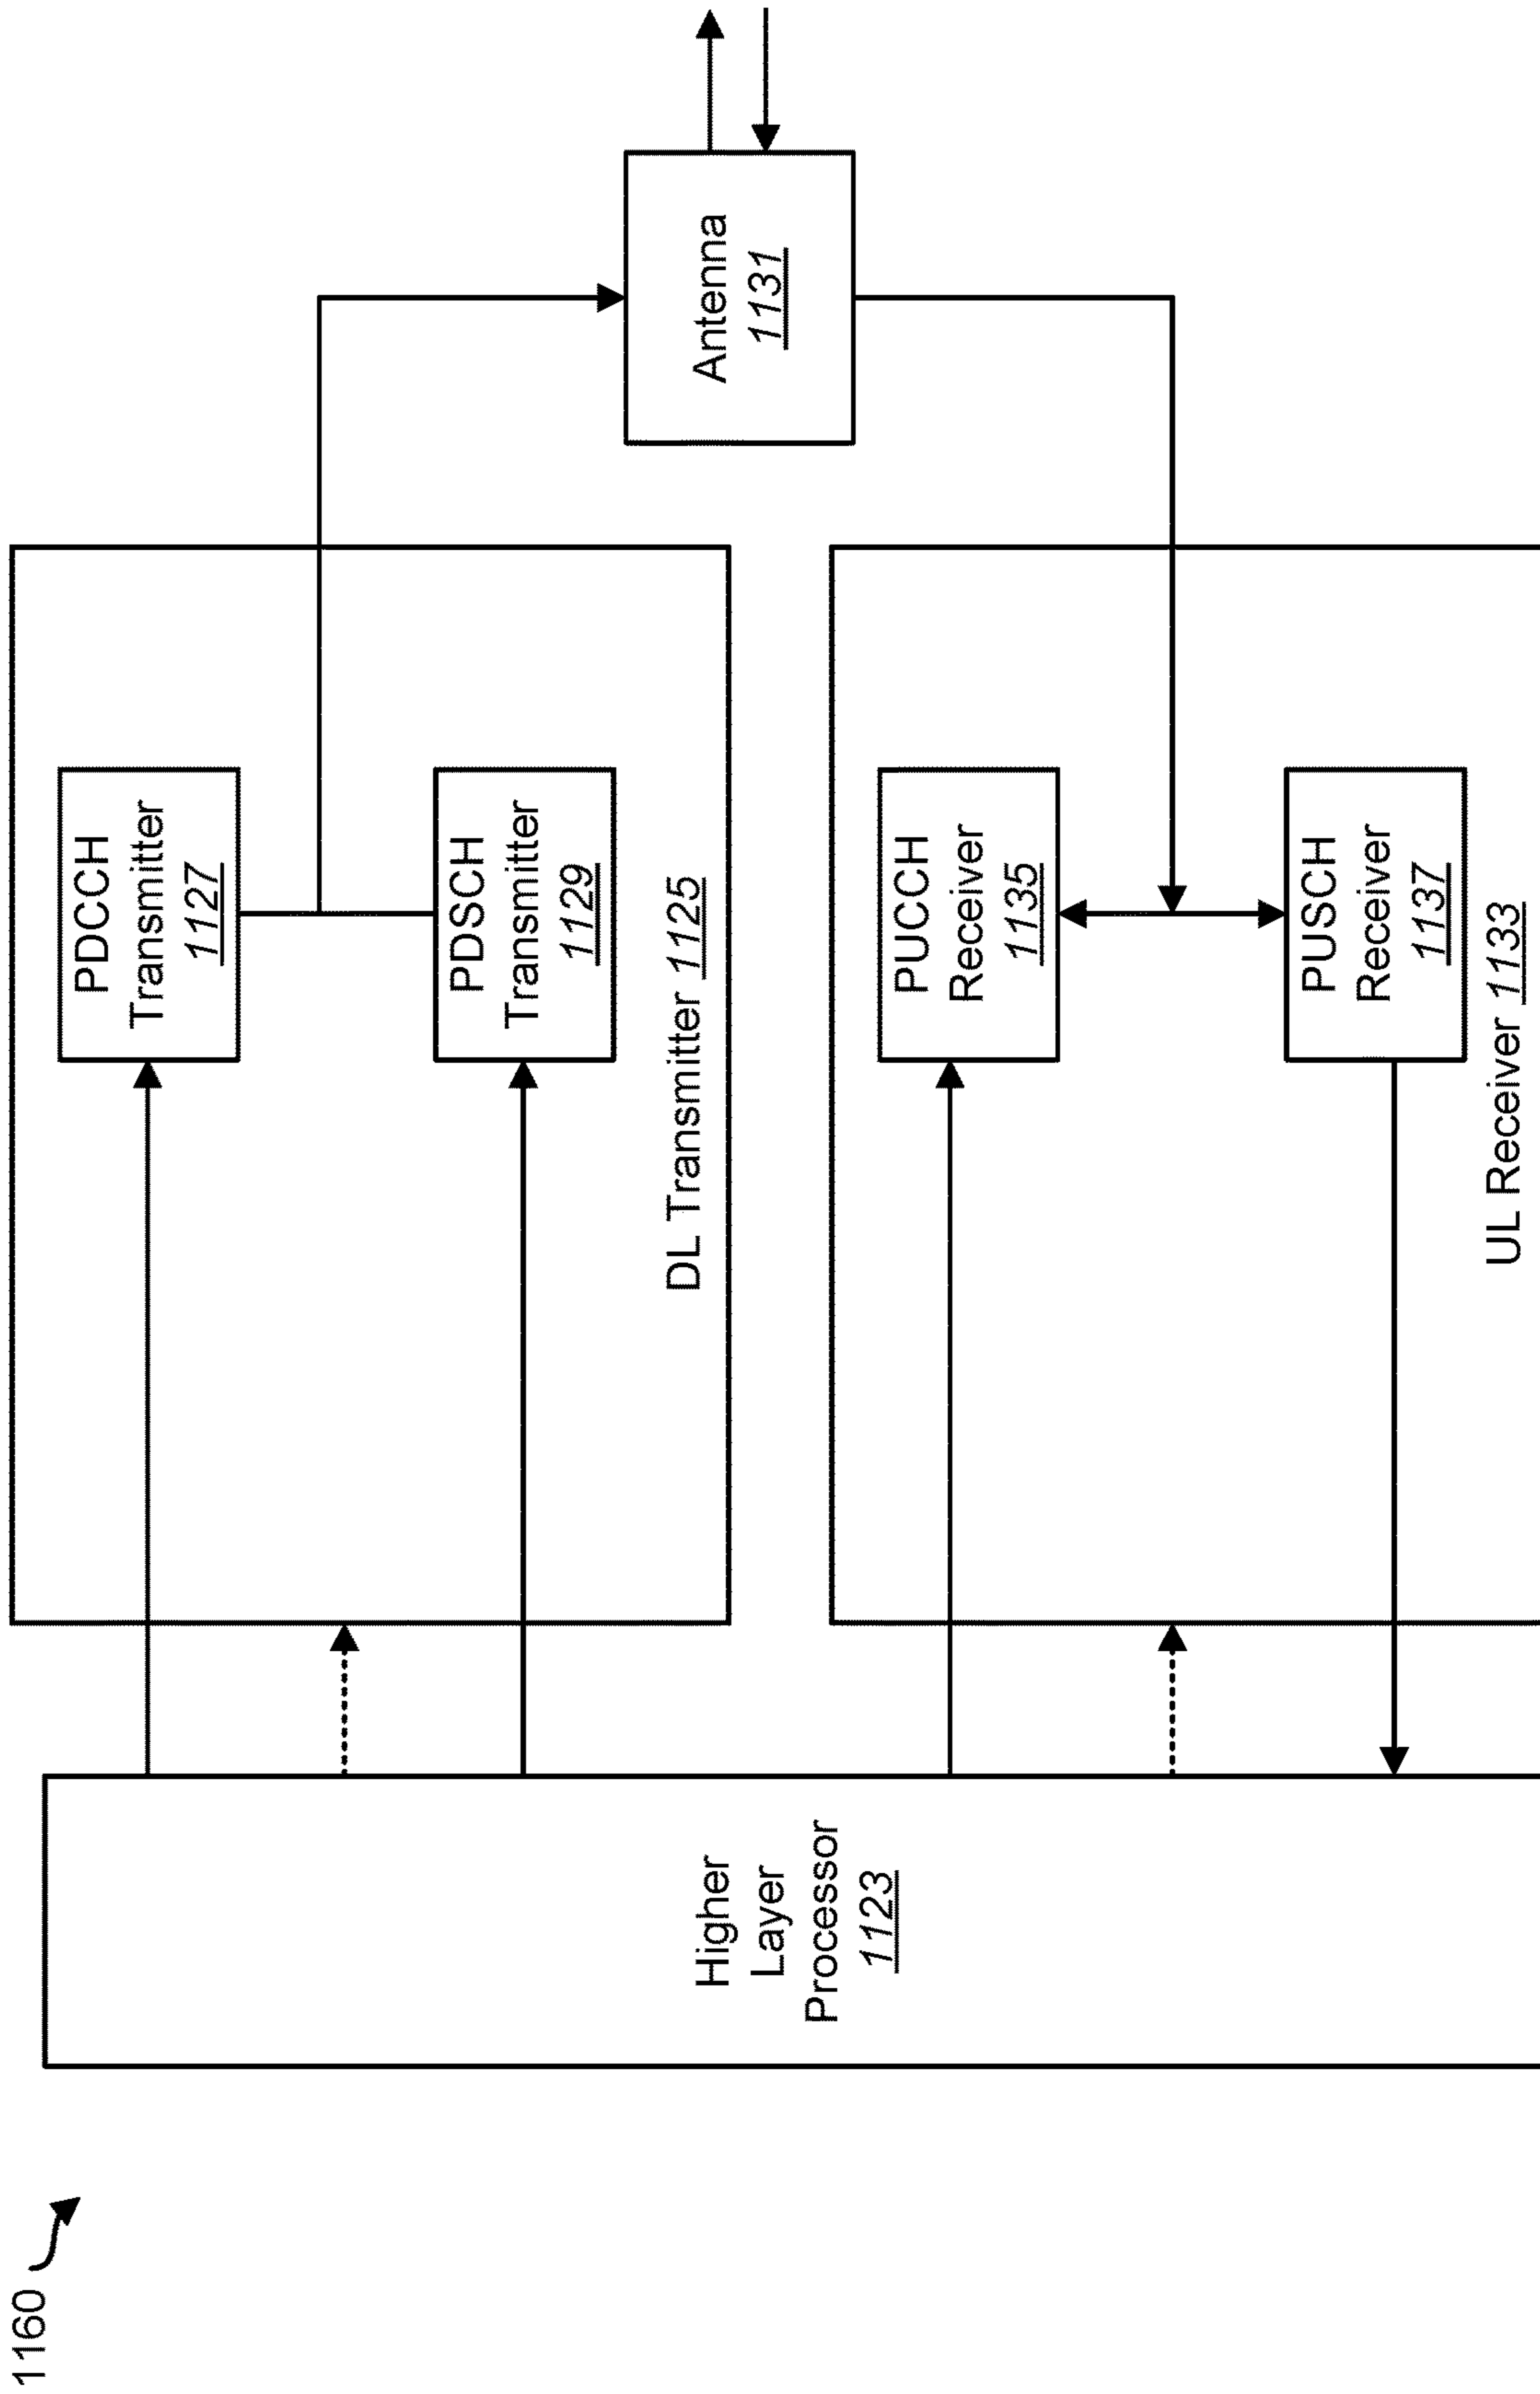 1160
Higher
Layer
Processor
1123
PDCCH
Transmitter
1127
PDSCH
Transmitter
1129
DL Transmitter 1125
PUCCH
Receiver
1135
PUSCH
Receiver
1137
UL Receiver 1133
Antenna
1131